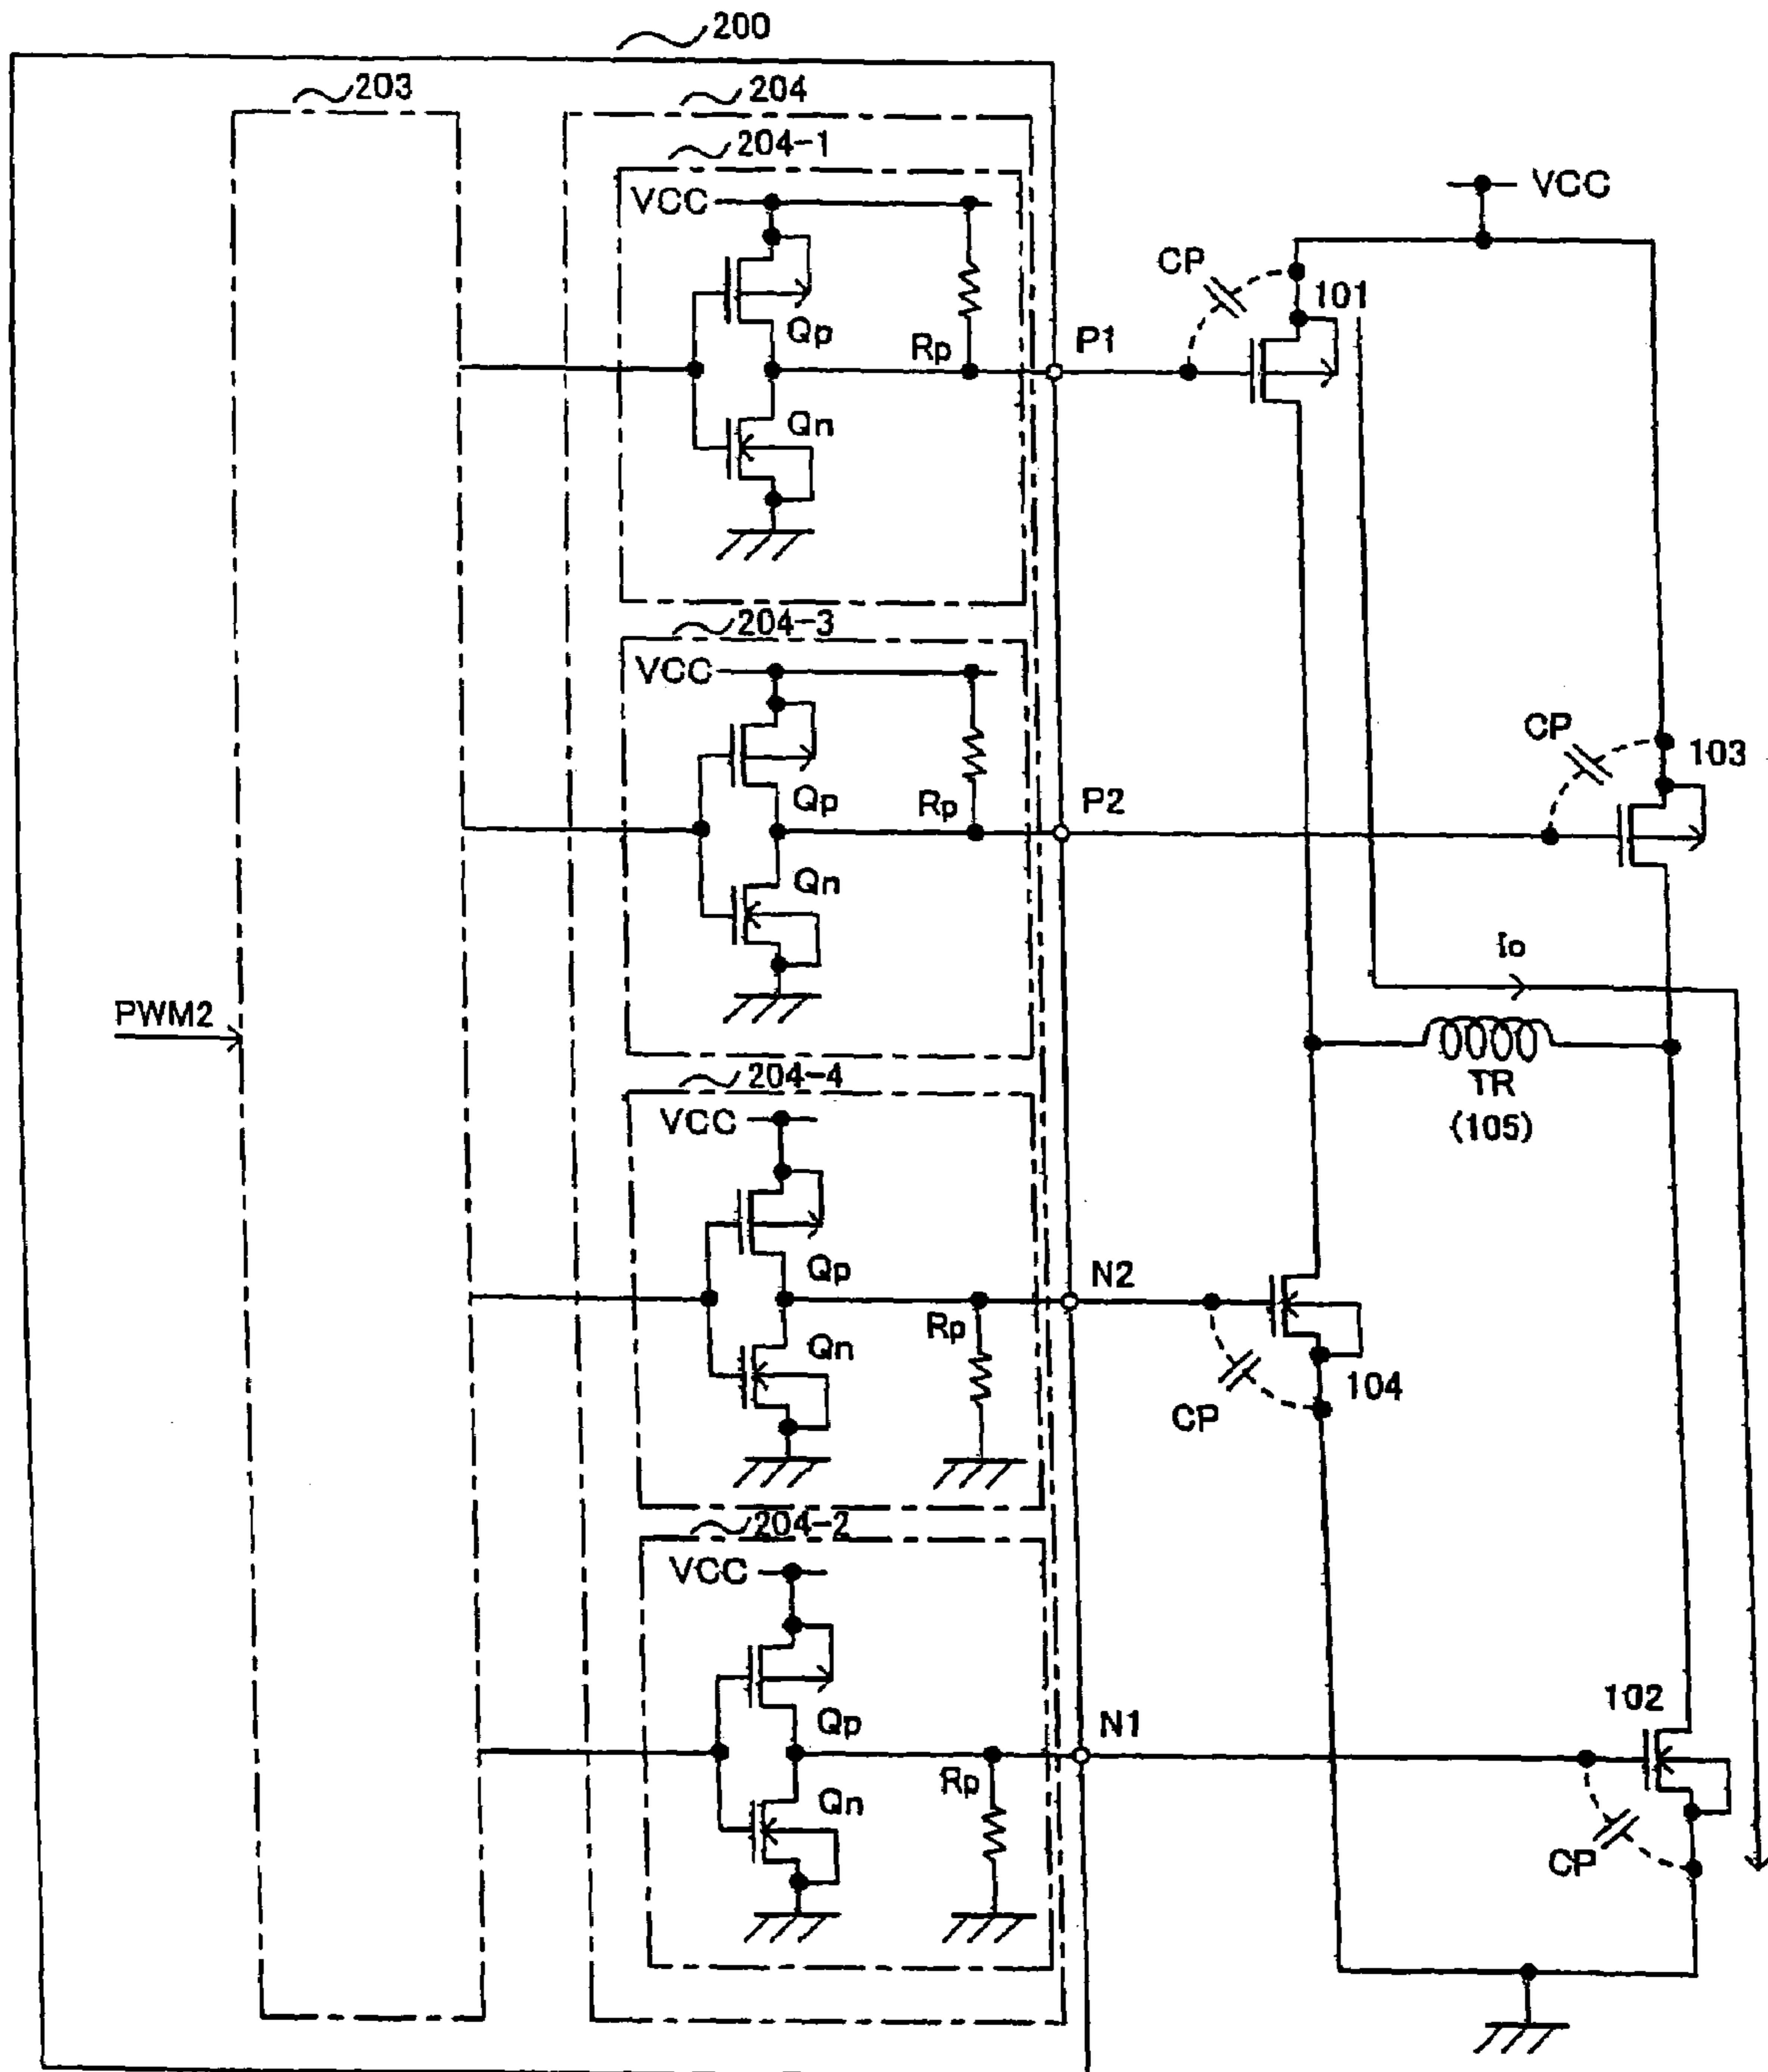 200
203
204
204-1
VCC
VCC
CP
101
Qp
Rp
P1
Qn
204-3
VCC
CP
103
Qp
Rp
P2
Qn
Io
PWM2
TR
(105)
204-4
VCC
Qp
Rp
N2
Qn
104
CP
204-2
VCC
102
Qp
Rp
N1
Qn
CP